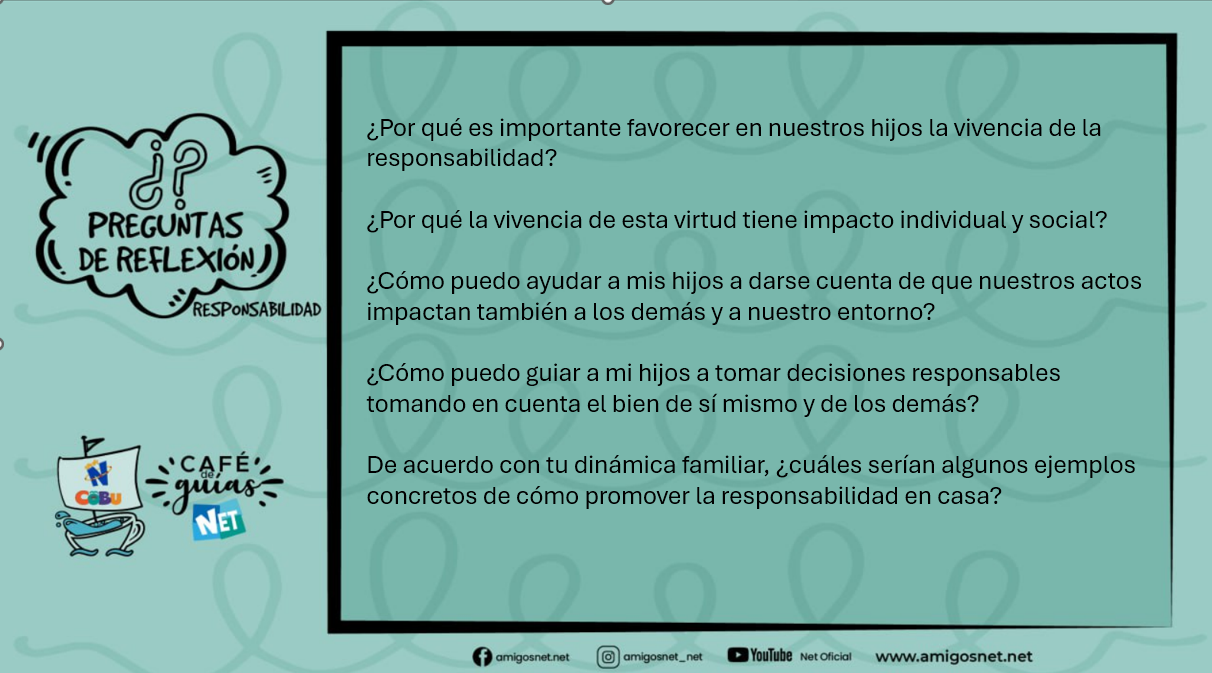 ¿?
PREGUNTAS
DE REFLEXIÓN
RESPONSABILIDAD
¿Por qué es importante favorecer en nuestros hijos la vivencia de la
responsabilidad?
¿Por qué la vivencia de esta virtud tiene impacto individual y social?
¿Cómo puedo ayudar a mis hijos a darse cuenta de que nuestros actos
impactan también a los demás y a nuestro entorno?
¿Cómo puedo guiar a mi hijos a tomar decisiones responsables
tomando en cuenta el bien de sí mismo y de los demás?
De acuerdo con tu dinámica familiar, ¿cuáles serían algunos ejemplos
concretos de cómo promover la responsabilidad en casa?
N
CoBu
CAFÉ
de
guías
NET
amigosnet.net
amigosnet_net
YouTube Net Oficial
www.amigosnet.net